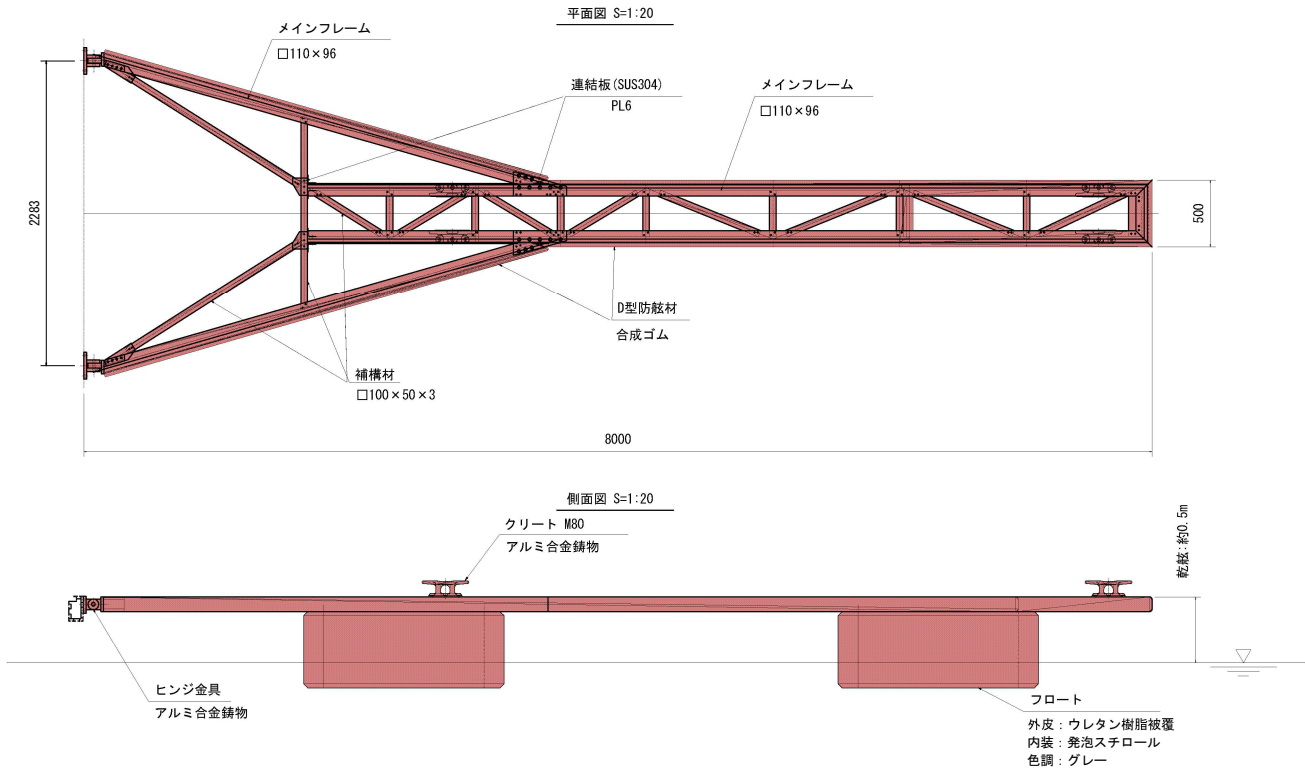 平面図 S=1:20
メインフレーム
□110×96
連結板(SUS304)
PL6
メインフレーム
□110×96
2283
500
D型防舷材
合成ゴム
補構材
□100×50×3
8000
側面図 S=1:20
クリート M80
アルミ合金鋳物
乾舷:約0.5m
ヒンジ金具
アルミ合金鋳物
フロート
外皮：ウレタン樹脂被覆
内装：発泡スチロール
色調：グレー